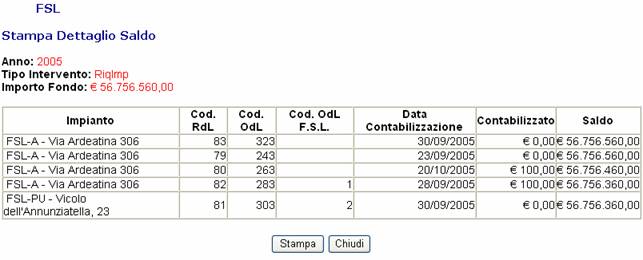 FSL
Stampa Dettaglio Saldo
Anno: 2005
Tipo Intervento: RiqImp
Importo Fondo: € 56.756.560,00
Impianto Cod. RdL Cod. OdL Cod. OdL F.S.L. Data Contabilizzazione Contabilizzato Saldo
FSL-A - Via Ardeatina 306 83 323 30/09/2005 € 0,00 € 56.756.560,00
FSL-A - Via Ardeatina 306 79 243 23/09/2005 € 0,00 € 56.756.560,00
FSL-A - Via Ardeatina 306 80 263 20/10/2005 € 100,00 € 56.756.460,00
FSL-A - Via Ardeatina 306 82 283 1 28/09/2005 € 100,00 € 56.756.360,00
FSL-PU - Vicolo dell'Annunziatella, 23 81 303 2 30/09/2005 € 0,00 € 56.756.360,00
Stampa Chiudi